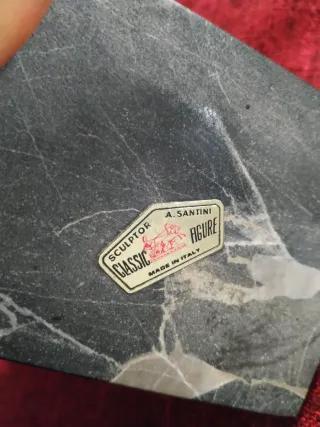 SCULPTOR A. SANTINI
CLASSIC FIGURE
MADE IN ITALY